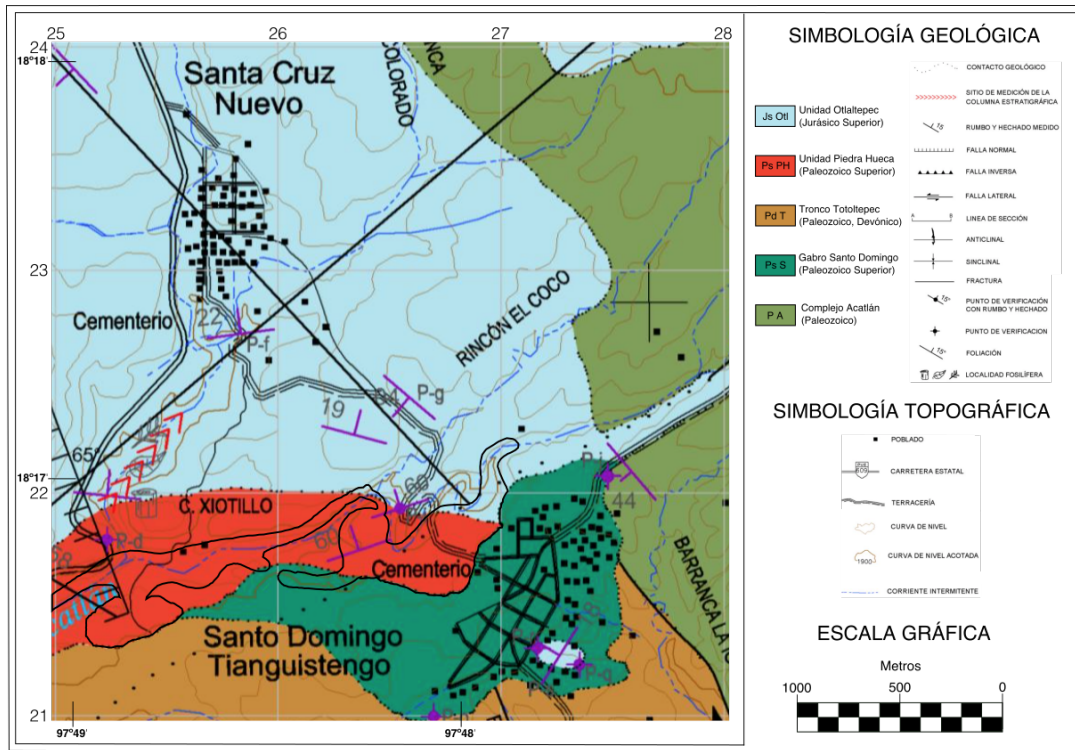 25
26
27
28
24
18°18'
Santa Cruz
Nuevo
COLORADO
23
Cementerio
22
P-f
RINCÓN EL COCO
P-g
19
65°
18°17'
22
C. XIOTILLO
P-d
60
Cementerio
44
BARRANCA LA
Santo Domingo
Tianguistengo
P-q
21
97°49'
97°48'
SIMBOLOGÍA GEOLÓGICA
Js Otl
Unidad Otlaltepec
(Jurásico Superior)
Ps PH
Unidad Piedra Hueca
(Paleozoico Superior)
Pd T
Tronco Totoltepec
(Paleozoico, Devónico)
Ps S
Gabro Santo Domingo
(Paleozoico Superior)
P A
Complejo Acatlán
(Paleozoico)
CONTACTO GEOLÓGICO
SITIO DE MEDICIÓN DE LA
COLUMNA ESTRATIGRÁFICA
15
RUMBO Y HECHADO MEDIDO
FALLA NORMAL
FALLA INVERSA
FALLA LATERAL
A B
LINEA DE SECCIÓN
ANTICLINAL
SINCLINAL
FRACTURA
15°
PUNTO DE VERIFICACIÓN
CON RUMBO Y HECHADO
PUNTO DE VERIFICACION
15°
FOLIACIÓN
LOCALIDAD FOSILÍFERA
SIMBOLOGÍA TOPOGRÁFICA
POBLADO
CARRETERA ESTATAL
TERRACERÍA
CURVA DE NIVEL
1900
CURVA DE NIVEL ACOTADA
CORRIENTE INTERMITENTE
ESCALA GRÁFICA
Metros
1000
500
0